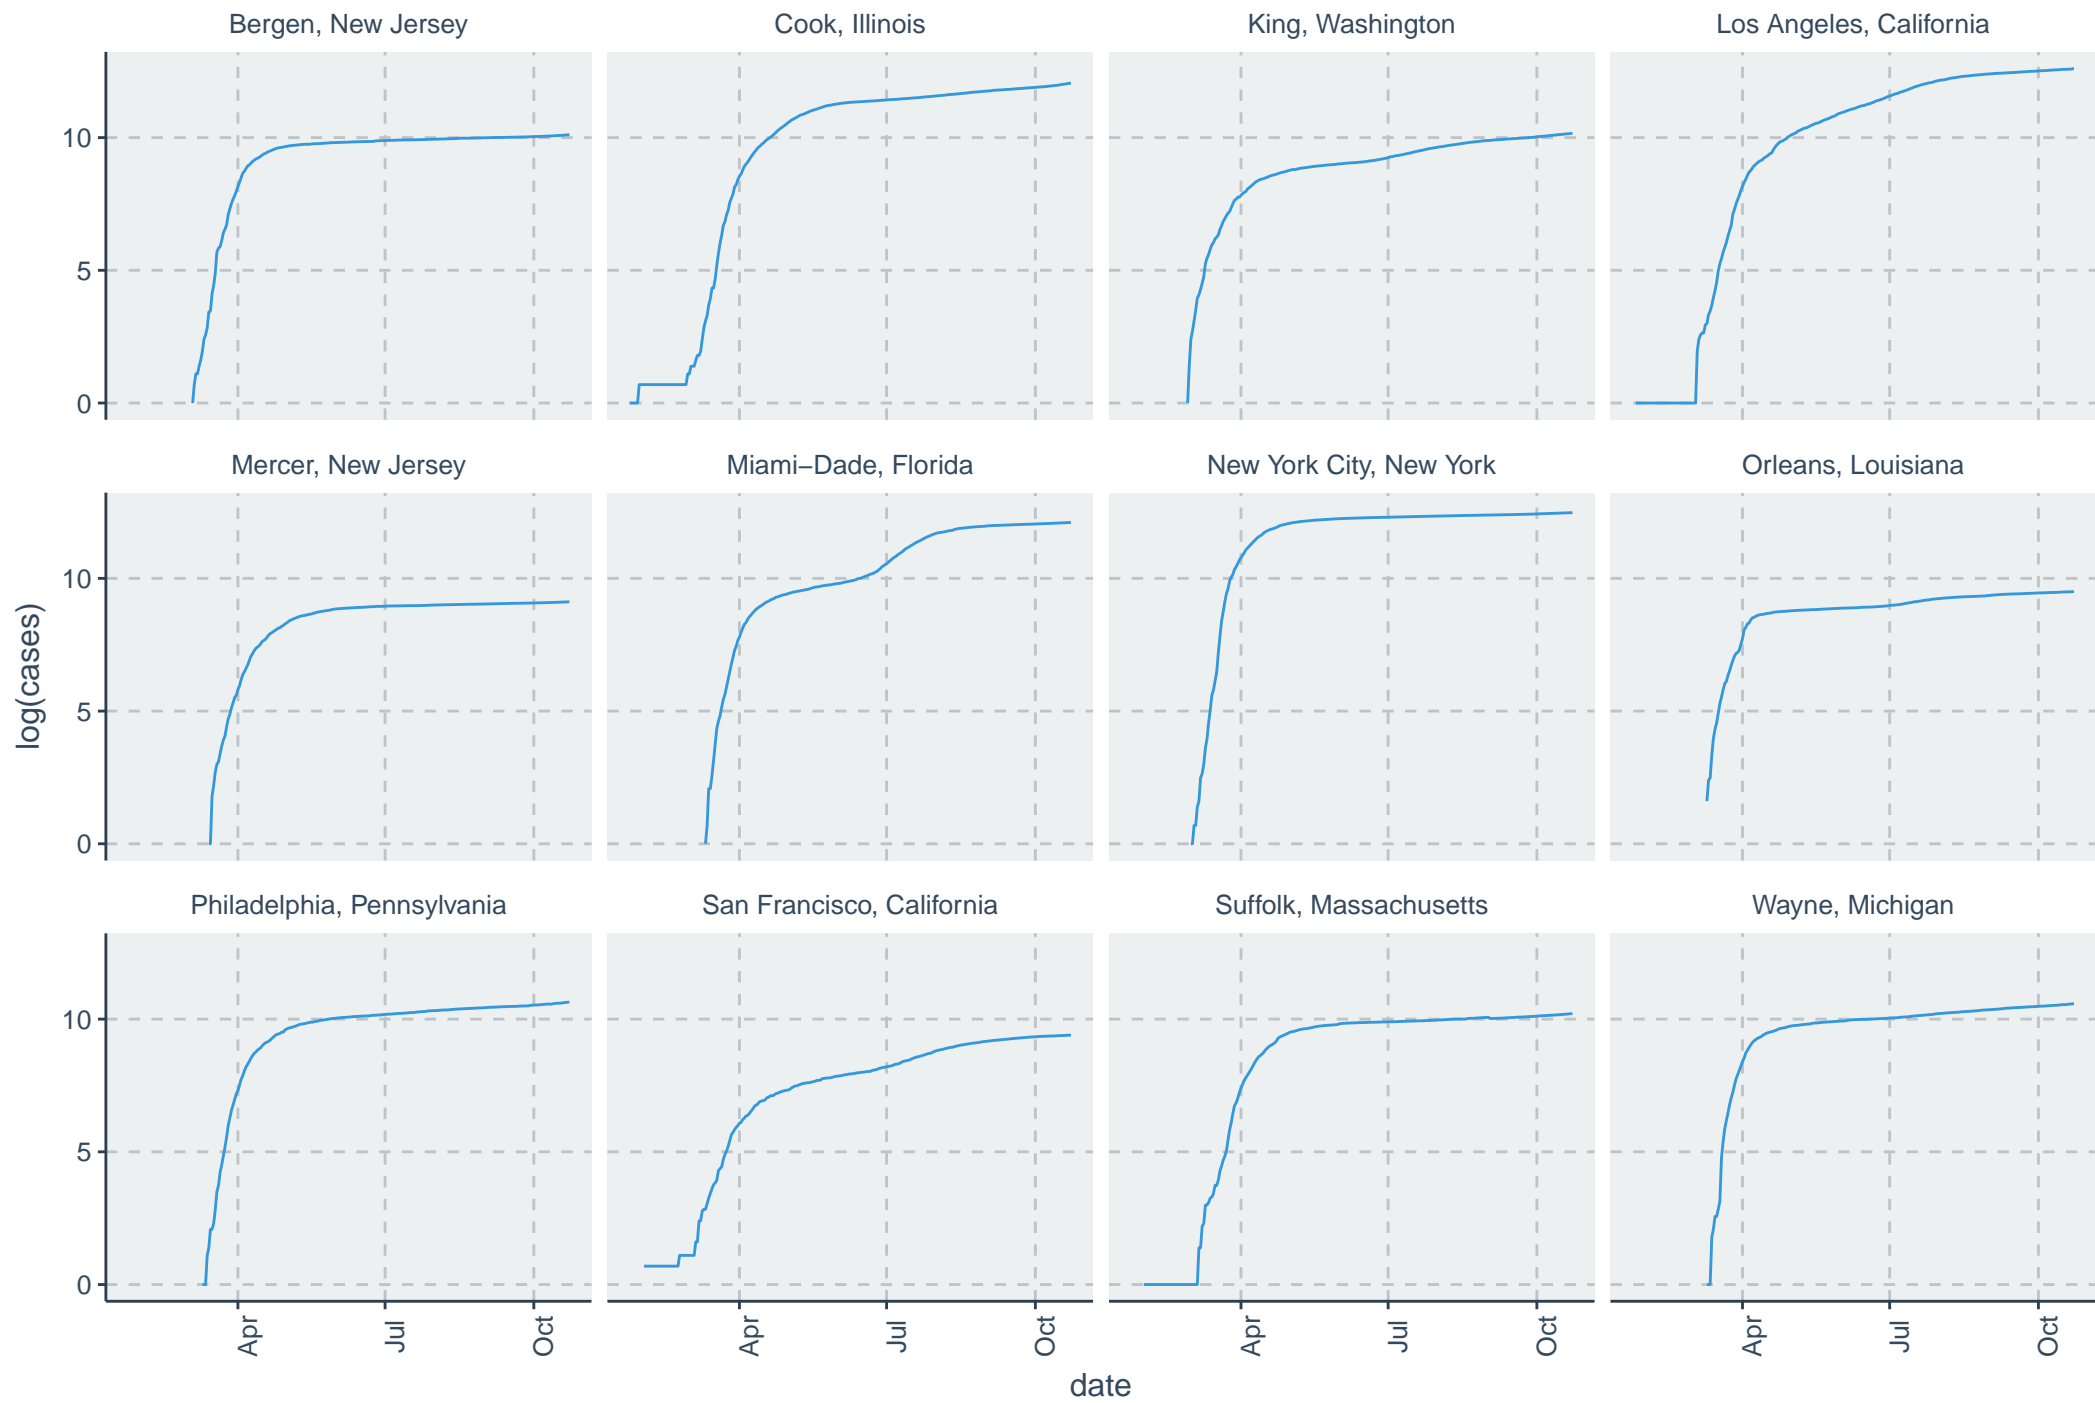 Bergen, New Jersey
Cook, Illinois
King, Washington
Los Angeles, California
10
5
0
Mercer, New Jersey
Miami−Dade, Florida
New York City, New York
Orleans, Louisiana
10
5
0
log(cases)
Philadelphia, Pennsylvania
San Francisco, California
Suffolk, Massachusetts
Wayne, Michigan
10
5
0
Apr
Jul
Oct
Apr
Jul
Oct
Apr
Jul
Oct
Apr
Jul
Oct
date